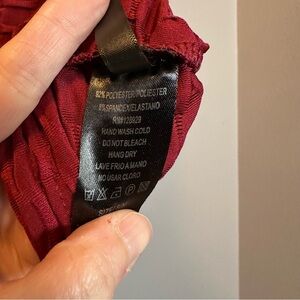 92% POLYESTER/POLIESTER
8% SPANDEX/ELASTANO
RN#128929
HAND WASH COLD
DO NOT BLEACH
HANG DRY
LAVE FRIO A MANO
NO USAR CLORO